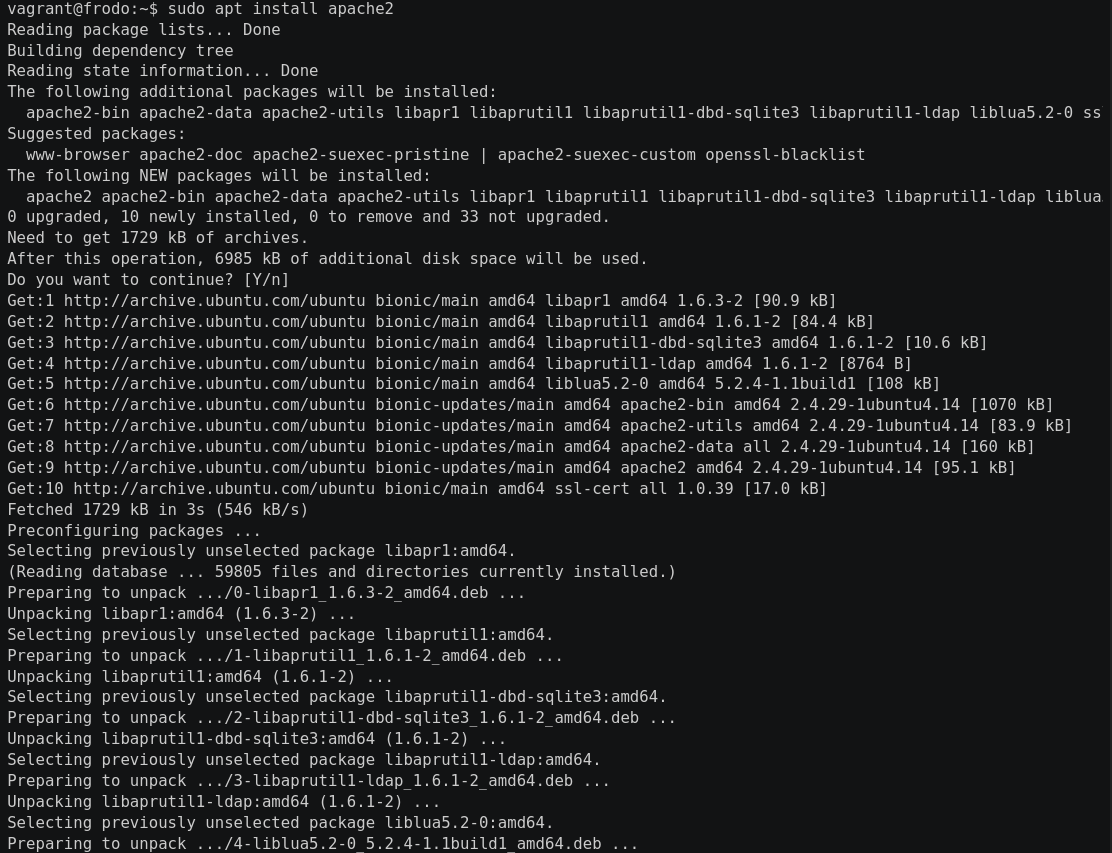 vagrant@frodo:~$ sudo apt install apache2
Reading package lists... Done
Building dependency tree
Reading state information... Done
The following additional packages will be installed:
  apache2-bin apache2-data apache2-utils libapr1 libaprutil1 libaprutil1-dbd-sqlite3 libaprutil1-ldap liblua5.2-0 ss
Suggested packages:
  www-browser apache2-doc apache2-suexec-pristine | apache2-suexec-custom openssl-blacklist
The following NEW packages will be installed:
  apache2 apache2-bin apache2-data apache2-utils libapr1 libaprutil1 libaprutil1-dbd-sqlite3 libaprutil1-ldap liblua
0 upgraded, 10 newly installed, 0 to remove and 33 not upgraded.
Need to get 1729 kB of archives.
After this operation, 6985 kB of additional disk space will be used.
Do you want to continue? [Y/n]
Get:1 http://archive.ubuntu.com/ubuntu bionic/main amd64 libapr1 amd64 1.6.3-2 [90.9 kB]
Get:2 http://archive.ubuntu.com/ubuntu bionic/main amd64 libaprutil1 amd64 1.6.1-2 [84.4 kB]
Get:3 http://archive.ubuntu.com/ubuntu bionic/main amd64 libaprutil1-dbd-sqlite3 amd64 1.6.1-2 [10.6 kB]
Get:4 http://archive.ubuntu.com/ubuntu bionic/main amd64 libaprutil1-ldap amd64 1.6.1-2 [8764 B]
Get:5 http://archive.ubuntu.com/ubuntu bionic/main amd64 liblua5.2-0 amd64 5.2.4-1.1build1 [108 kB]
Get:6 http://archive.ubuntu.com/ubuntu bionic-updates/main amd64 apache2-bin amd64 2.4.29-1ubuntu4.14 [1070 kB]
Get:7 http://archive.ubuntu.com/ubuntu bionic-updates/main amd64 apache2-utils amd64 2.4.29-1ubuntu4.14 [83.9 kB]
Get:8 http://archive.ubuntu.com/ubuntu bionic-updates/main amd64 apache2-data all 2.4.29-1ubuntu4.14 [160 kB]
Get:9 http://archive.ubuntu.com/ubuntu bionic-updates/main amd64 apache2 amd64 2.4.29-1ubuntu4.14 [95.1 kB]
Get:10 http://archive.ubuntu.com/ubuntu bionic/main amd64 ssl-cert all 1.0.39 [17.0 kB]
Fetched 1729 kB in 3s (546 kB/s)
Preconfiguring packages ...
Selecting previously unselected package libapr1:amd64.
(Reading database ... 59805 files and directories currently installed.)
Preparing to unpack .../0-libapr1_1.6.3-2_amd64.deb ...
Unpacking libapr1:amd64 (1.6.3-2) ...
Selecting previously unselected package libaprutil1:amd64.
Preparing to unpack .../1-libaprutil1_1.6.1-2_amd64.deb ...
Unpacking libaprutil1:amd64 (1.6.1-2) ...
Selecting previously unselected package libaprutil1-dbd-sqlite3:amd64.
Preparing to unpack .../2-libaprutil1-dbd-sqlite3_1.6.1-2_amd64.deb ...
Unpacking libaprutil1-dbd-sqlite3:amd64 (1.6.1-2) ...
Selecting previously unselected package libaprutil1-ldap:amd64.
Preparing to unpack .../3-libaprutil1-ldap_1.6.1-2_amd64.deb ...
Unpacking libaprutil1-ldap:amd64 (1.6.1-2) ...
Selecting previously unselected package liblua5.2-0:amd64.
Preparing to unpack .../4-liblua5.2-0_5.2.4-1.1build1_amd64.deb ...